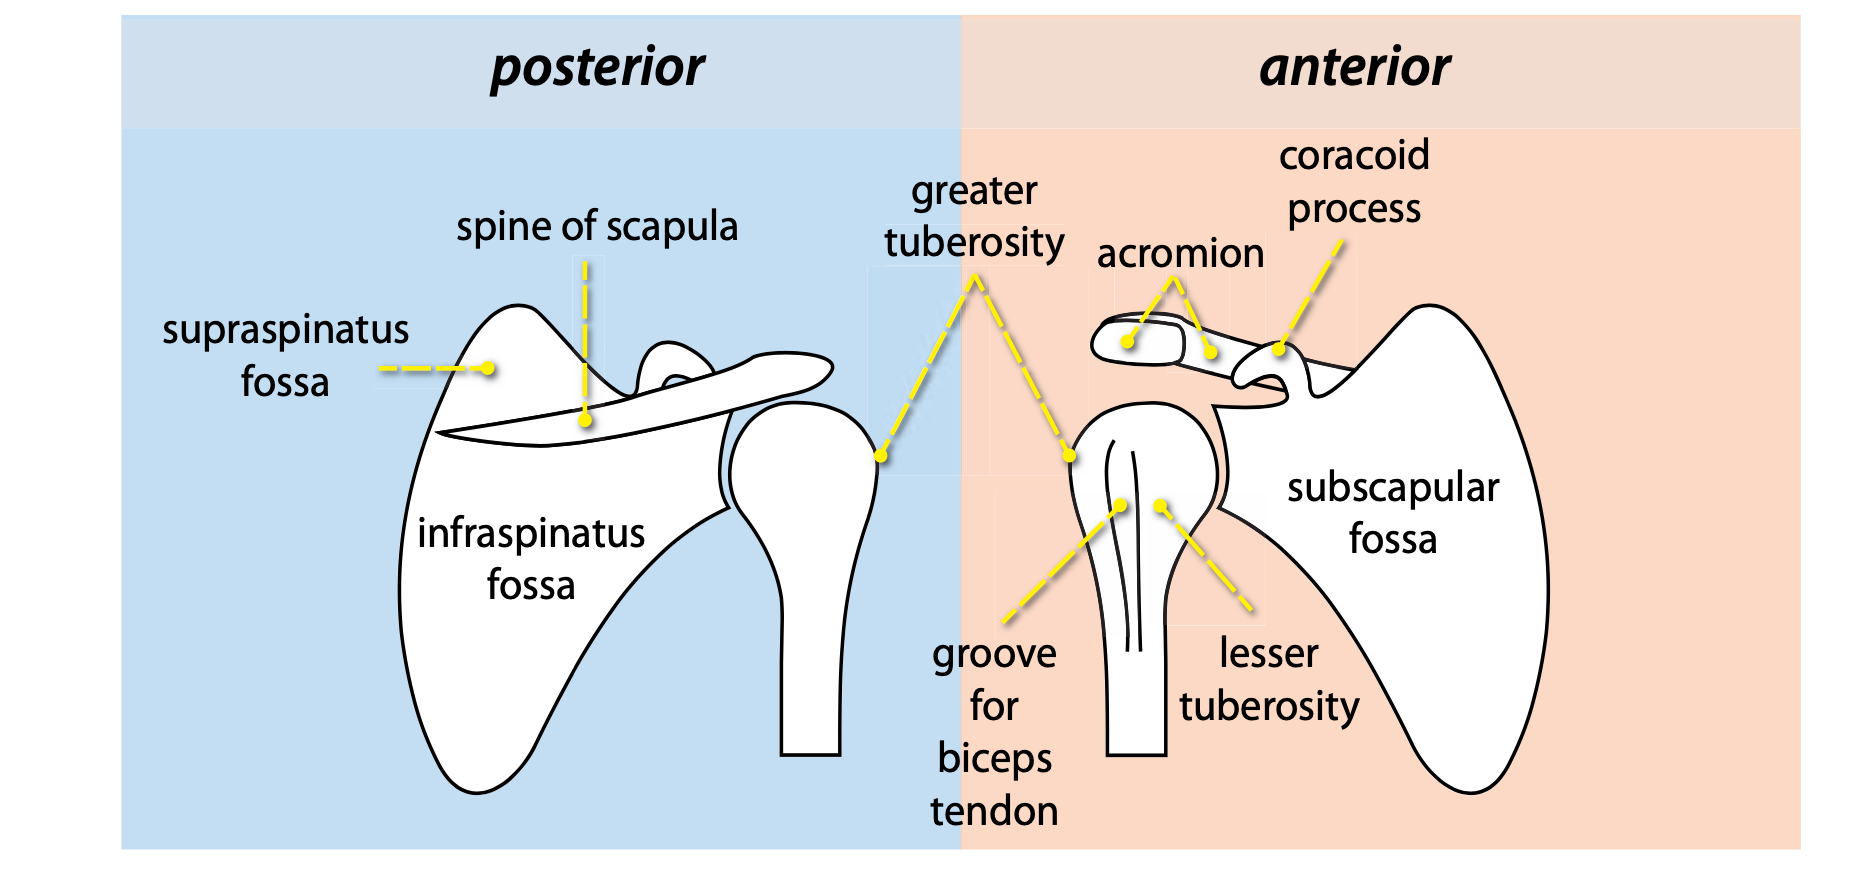 posterior
anterior
spine of scapula
supraspinatus
fossa
infraspinatus
fossa
greater
tuberosity
acromion
coracoid
process
subscapular
fossa
groove
for
biceps
tendon
lesser
tuberosity